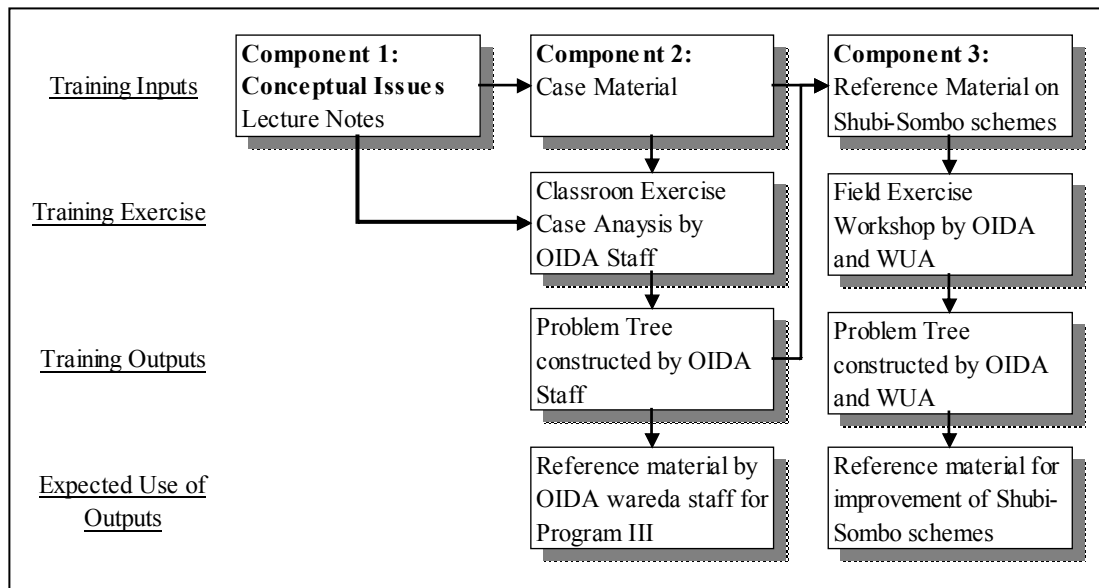 Training Inputs
Component 1:
Conceptual Issues
Lecture Notes
Component 2:
Case Material
Component 3:
Reference Material on
Shubi-Sombo schemes
Training Exercise
Classroon Exercise
Case Anaysis by
OIDA Staff
Field Exercise
Workshop by OIDA
and WUA
Training Outputs
Problem Tree
constructed by OIDA
Staff
Problem Tree
constructed by OIDA
and WUA
Expected Use of
Outputs
Reference material by
OIDA wareda staff for
Program III
Reference material for
improvement of Shubi-
Sombo schemes